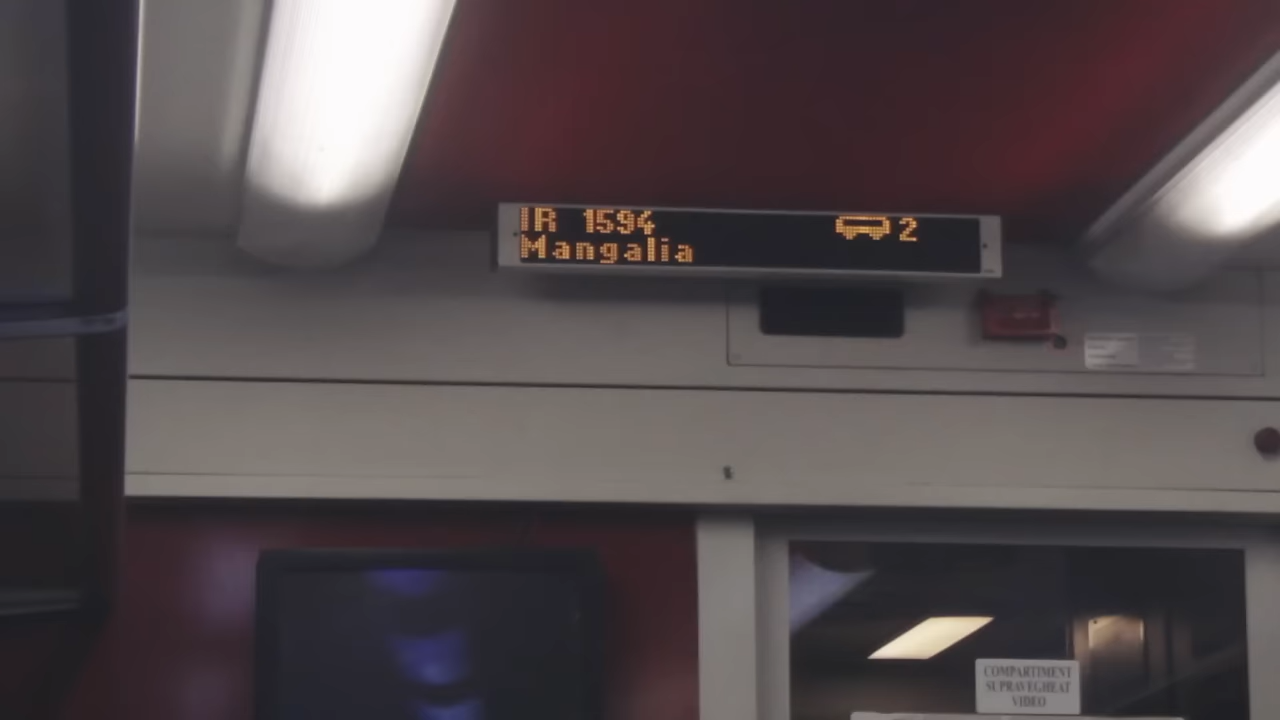 IR 1594 2
Mangalia
COMPARTIMENT
SUPRAVEGHEAT
VIDEO